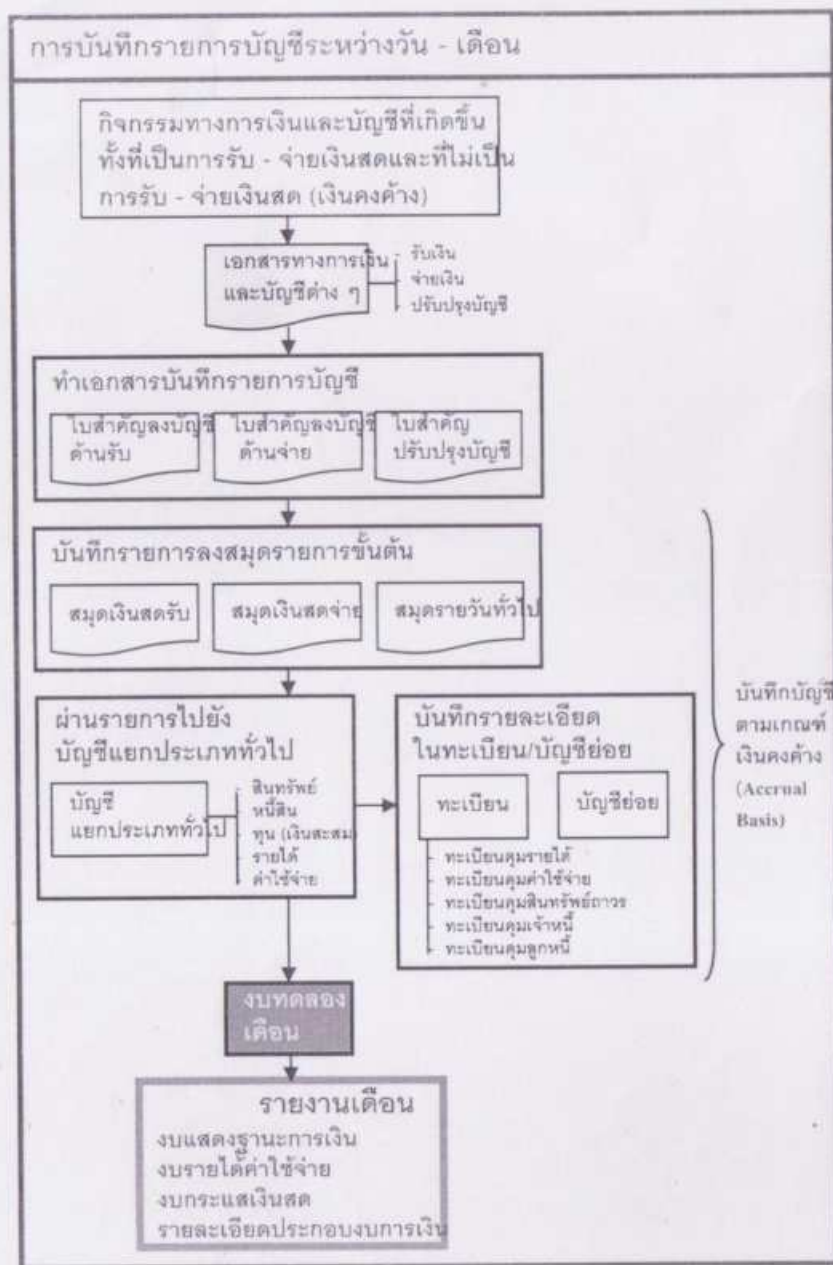 การบันทึกรายการบัญชีระหว่างวัน - เดือน
กิจกรรมทางการเงินและบัญชีที่เกิดขึ้น
ทั้งที่เป็นการรับ - จ่ายเงินสดและที่ไม่เป็น
การรับ - จ่ายเงินสด (เงินคงค้าง)
เอกสารทางการเงิน
และบัญชีต่าง ๆ
- รับเงิน
- จ่ายเงิน
- ปรับปรุงบัญชี
ทำเอกสารบันทึกรายการบัญชี
ใบสำคัญลงบัญชี
ด้านรับ
ใบสำคัญลงบัญชี
ด้านจ่าย
ใบสำคัญ
ปรับปรุงบัญชี
บันทึกรายการลงสมุดรายการขั้นต้น
สมุดเงินสดรับ
สมุดเงินสดจ่าย
สมุดรายวันทั่วไป
ผ่านรายการไปยัง
บัญชีแยกประเภททั่วไป
บัญชี
แยกประเภททั่วไป
- สินทรัพย์
- หนี้สิน
- ทุน (เงินสะสม)
- รายได้
- ค่าใช้จ่าย
บันทึกรายละเอียด
ในทะเบียน/บัญชีย่อย
ทะเบียน
บัญชีย่อย
- ทะเบียนคุมรายได้
- ทะเบียนคุมค่าใช้จ่าย
- ทะเบียนคุมสินทรัพย์ถาวร
- ทะเบียนคุมเจ้าหนี้
- ทะเบียนคุมลูกหนี้
บันทึกบัญชี
ตามเกณฑ์
เงินคงค้าง
(Accrual
Basis)
งบทดลอง
เดือน
รายงานเดือน
งบแสดงฐานะการเงิน
งบรายได้ค่าใช้จ่าย
งบกระแสเงินสด
รายละเอียดประกอบงบการเงิน